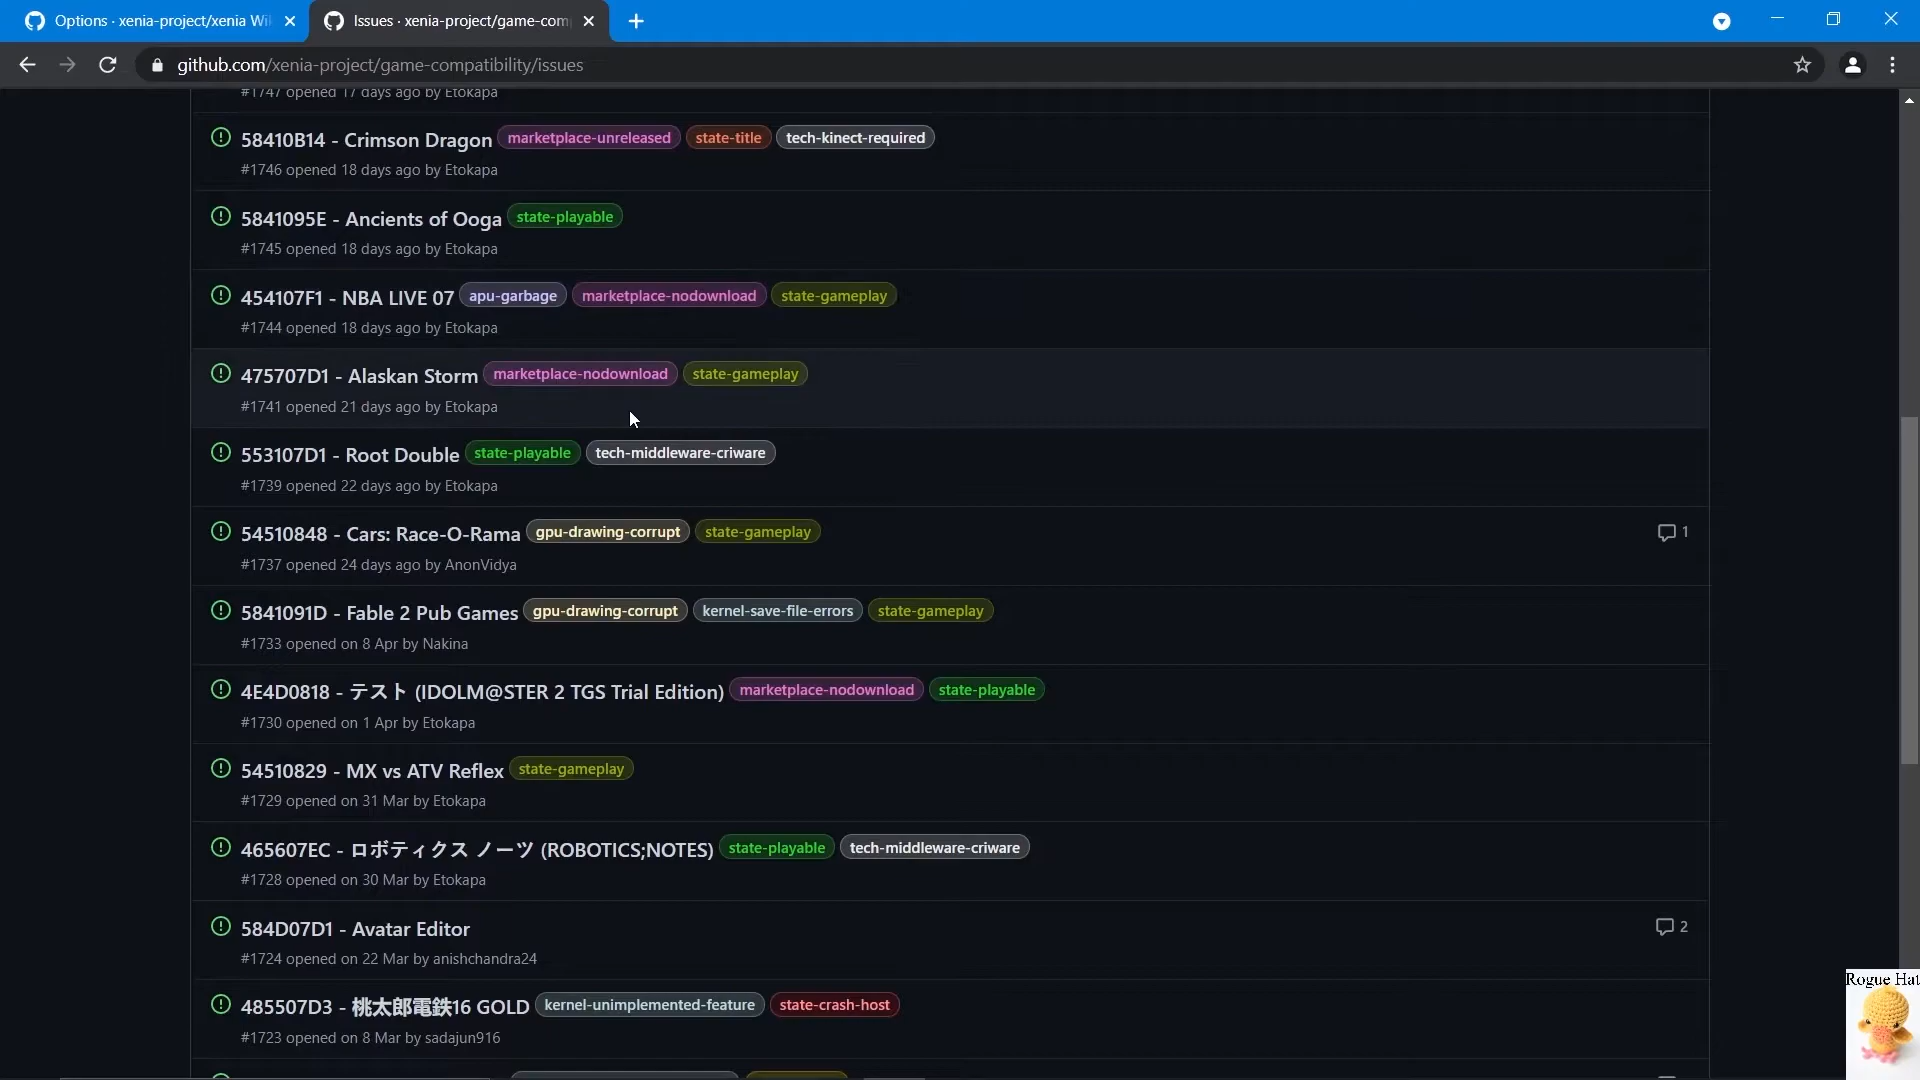 Options · xenia-project/xenia Wi
Issues · xenia-project/game-com
github.com/xenia-project/game-compatibility/issues
#1747 opened 17 days ago by Etokapa
58410B14 - Crimson Dragon marketplace-unreleased state-title tech-kinect-required
#1746 opened 18 days ago by Etokapa
5841095E - Ancients of Ooga state-playable
#1745 opened 18 days ago by Etokapa
454107F1 - NBA LIVE 07 apu-garbage marketplace-nodownload state-gameplay
#1744 opened 18 days ago by Etokapa
475707D1 - Alaskan Storm marketplace-nodownload state-gameplay
#1741 opened 21 days ago by Etokapa
553107D1 - Root Double state-playable tech-middleware-criware
#1739 opened 22 days ago by Etokapa
54510848 - Cars: Race-O-Rama gpu-drawing-corrupt state-gameplay 1
#1737 opened 24 days ago by AnonVidya
5841091D - Fable 2 Pub Games gpu-drawing-corrupt kernel-save-file-errors state-gameplay
#1733 opened on 8 Apr by Nakina
4E4D0818 - テスト (IDOLM@STER 2 TGS Trial Edition) marketplace-nodownload state-playable
#1730 opened on 1 Apr by Etokapa
54510829 - MX vs ATV Reflex state-gameplay
#1729 opened on 31 Mar by Etokapa
465607EC - ロボティクス ノーツ (ROBOTICS;NOTES) state-playable tech-middleware-criware
#1728 opened on 30 Mar by Etokapa
584D07D1 - Avatar Editor 2
#1724 opened on 22 Mar by anishchandra24
485507D3 - 桃太郎電鉄16 GOLD kernel-unimplemented-feature state-crash-host
#1723 opened on 8 Mar by sadajun916
Rogue Hat